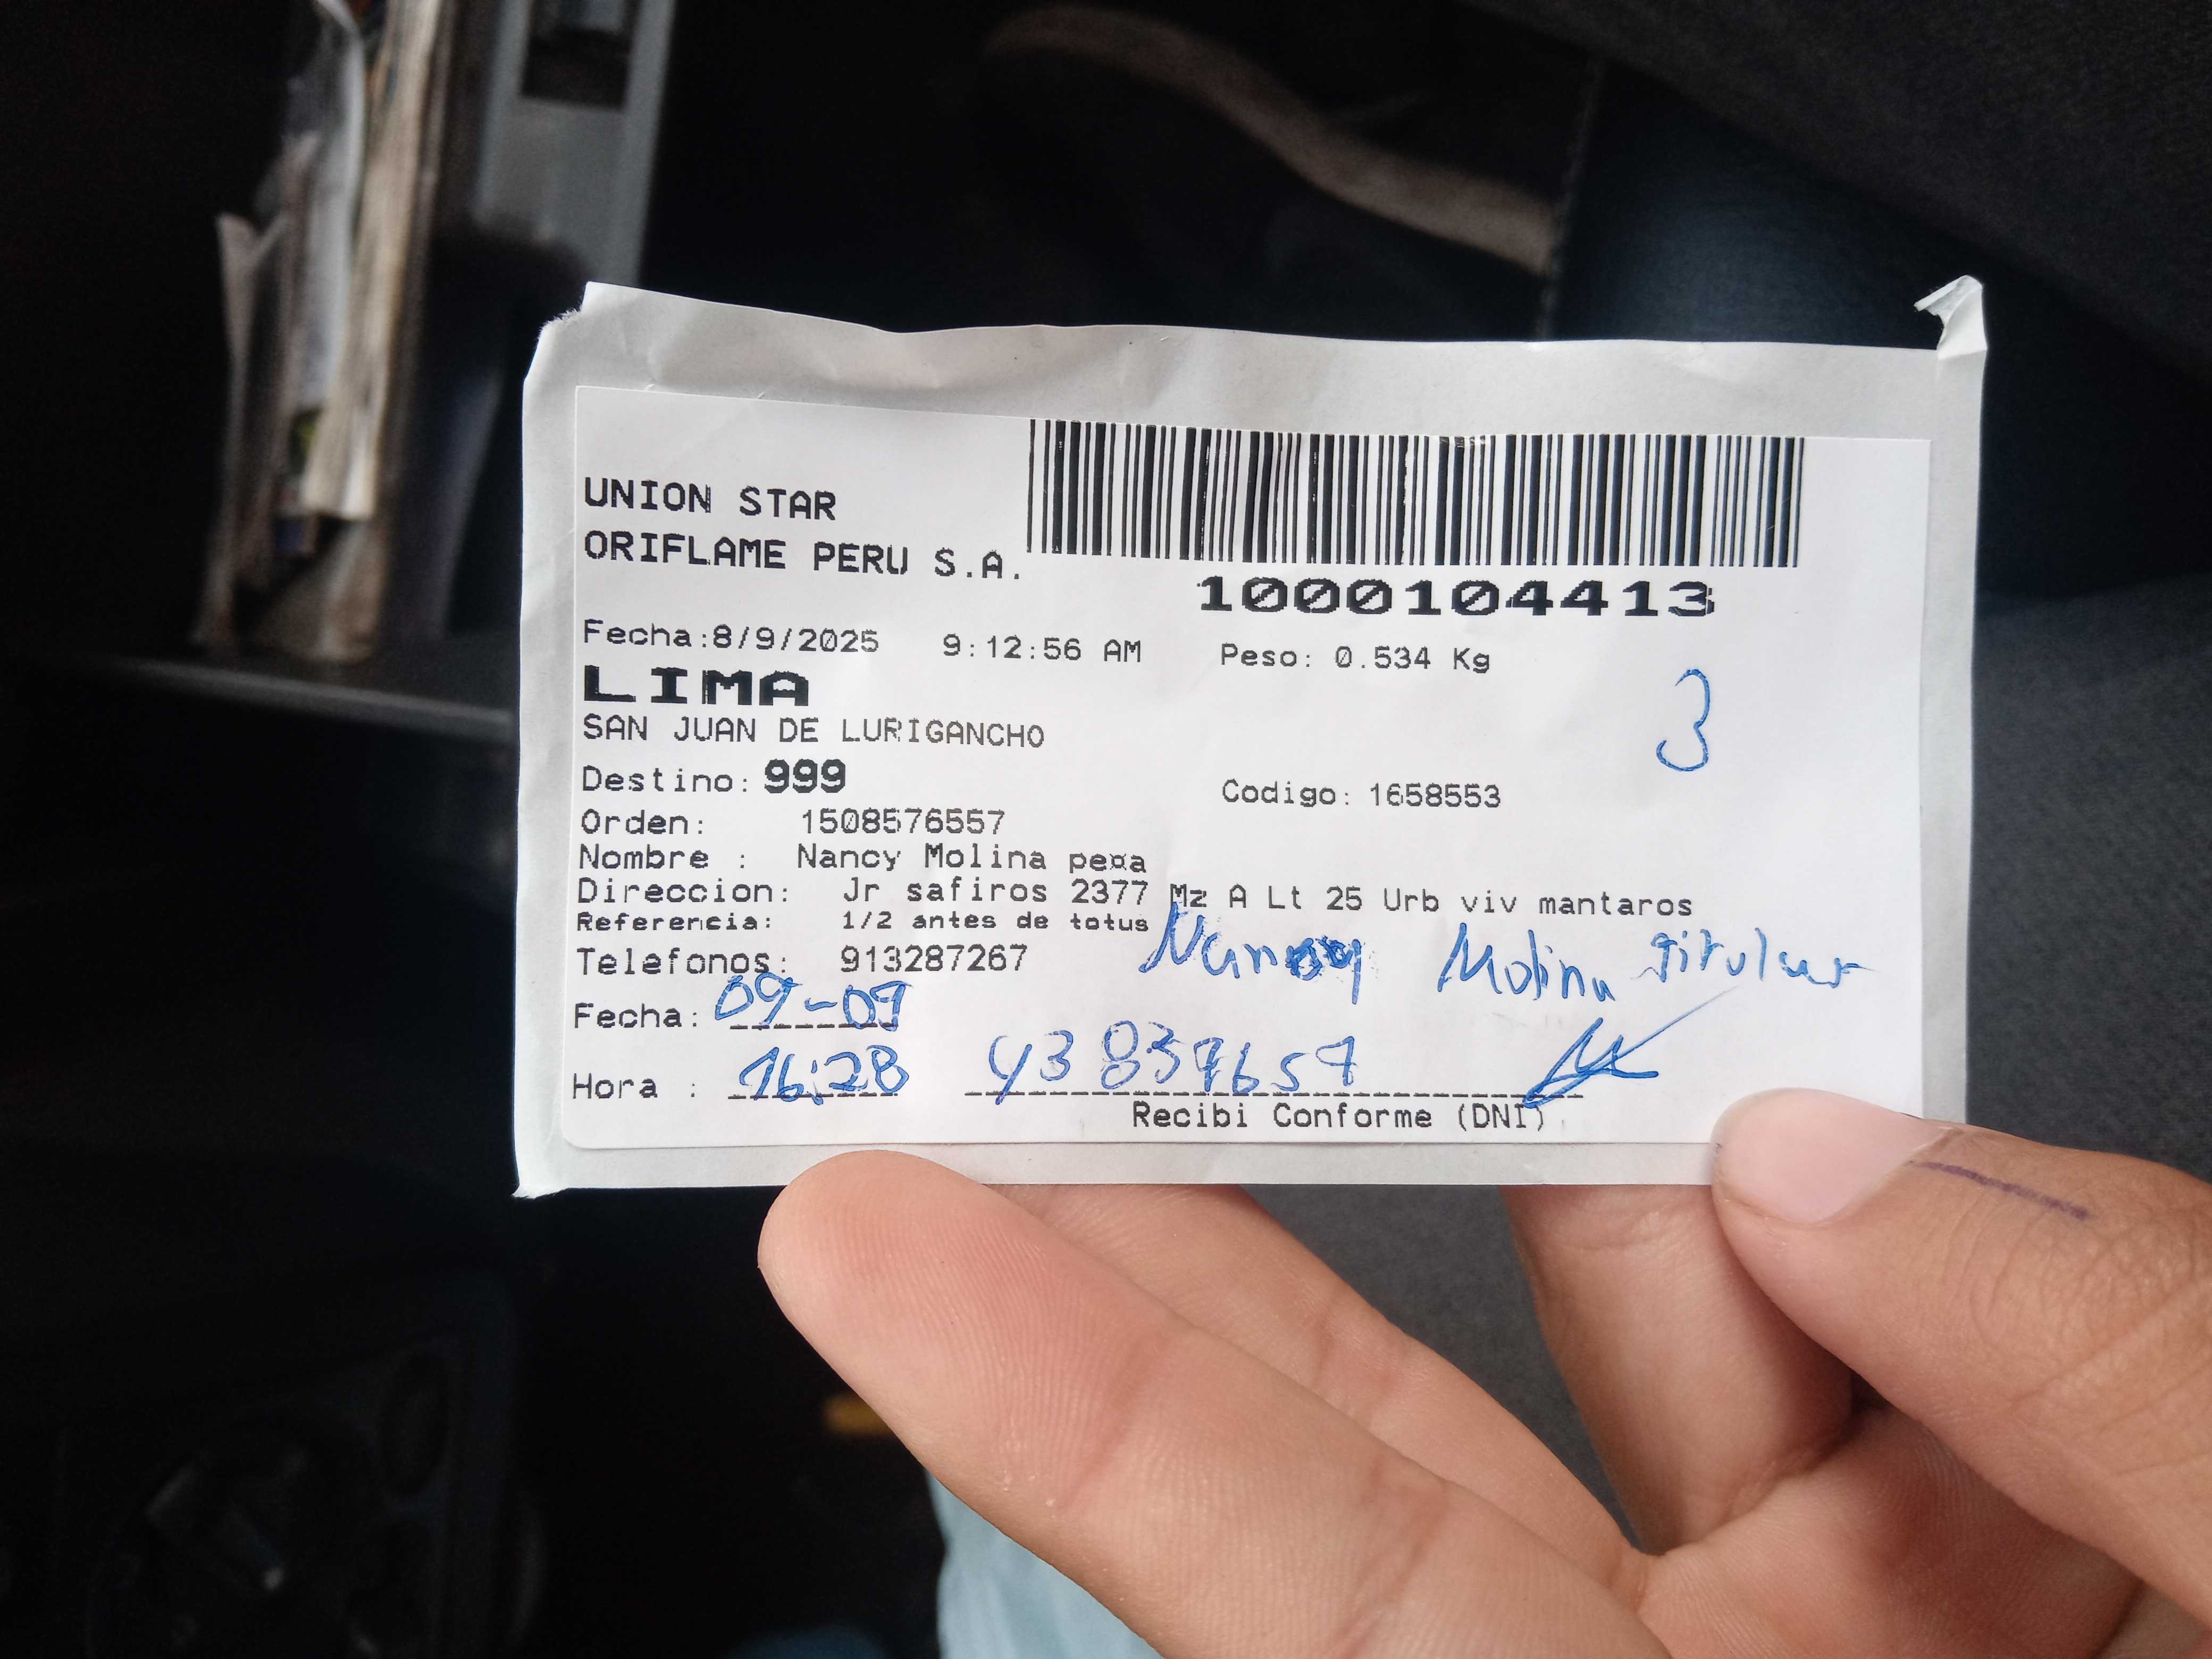 UNION STAR
ORIFLAME PERU S.A.
1000104413
Fecha:8/9/2025 9:12:56 AM Peso: 0.534 Kg
LIMA
3
SAN JUAN DE LURIGANCHO
Destino: 999 Codigo: 1658553
Orden: 1508576557
Nombre : Nancy Molina pe¤a
Direccion: Jr safiros 2377 Mz A Lt 25 Urb viv mantaros
Referencia: 1/2 antes de totus
Telefonos: 913287267 Nancy Molina titular
Fecha: 09-09
Hora : 16:28 43837657
Recibi Conforme (DNI)